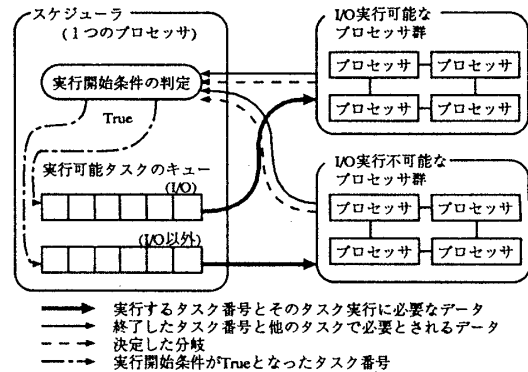 スケジューラ
(1つのプロセッサ)
実行開始条件の判定
True
実行可能タスクのキュー
(I/O)
(I/O以外)
I/O実行可能な
プロセッサ群
プロセッサ プロセッサ
プロセッサ プロセッサ
I/O実行不可能な
プロセッサ群
プロセッサ プロセッサ
プロセッサ プロセッサ
実行するタスク番号とそのタスク実行に必要なデータ
終了したタスク番号と他のタスクで必要とされるデータ
決定した分岐
実行開始条件がTrueとなったタスク番号